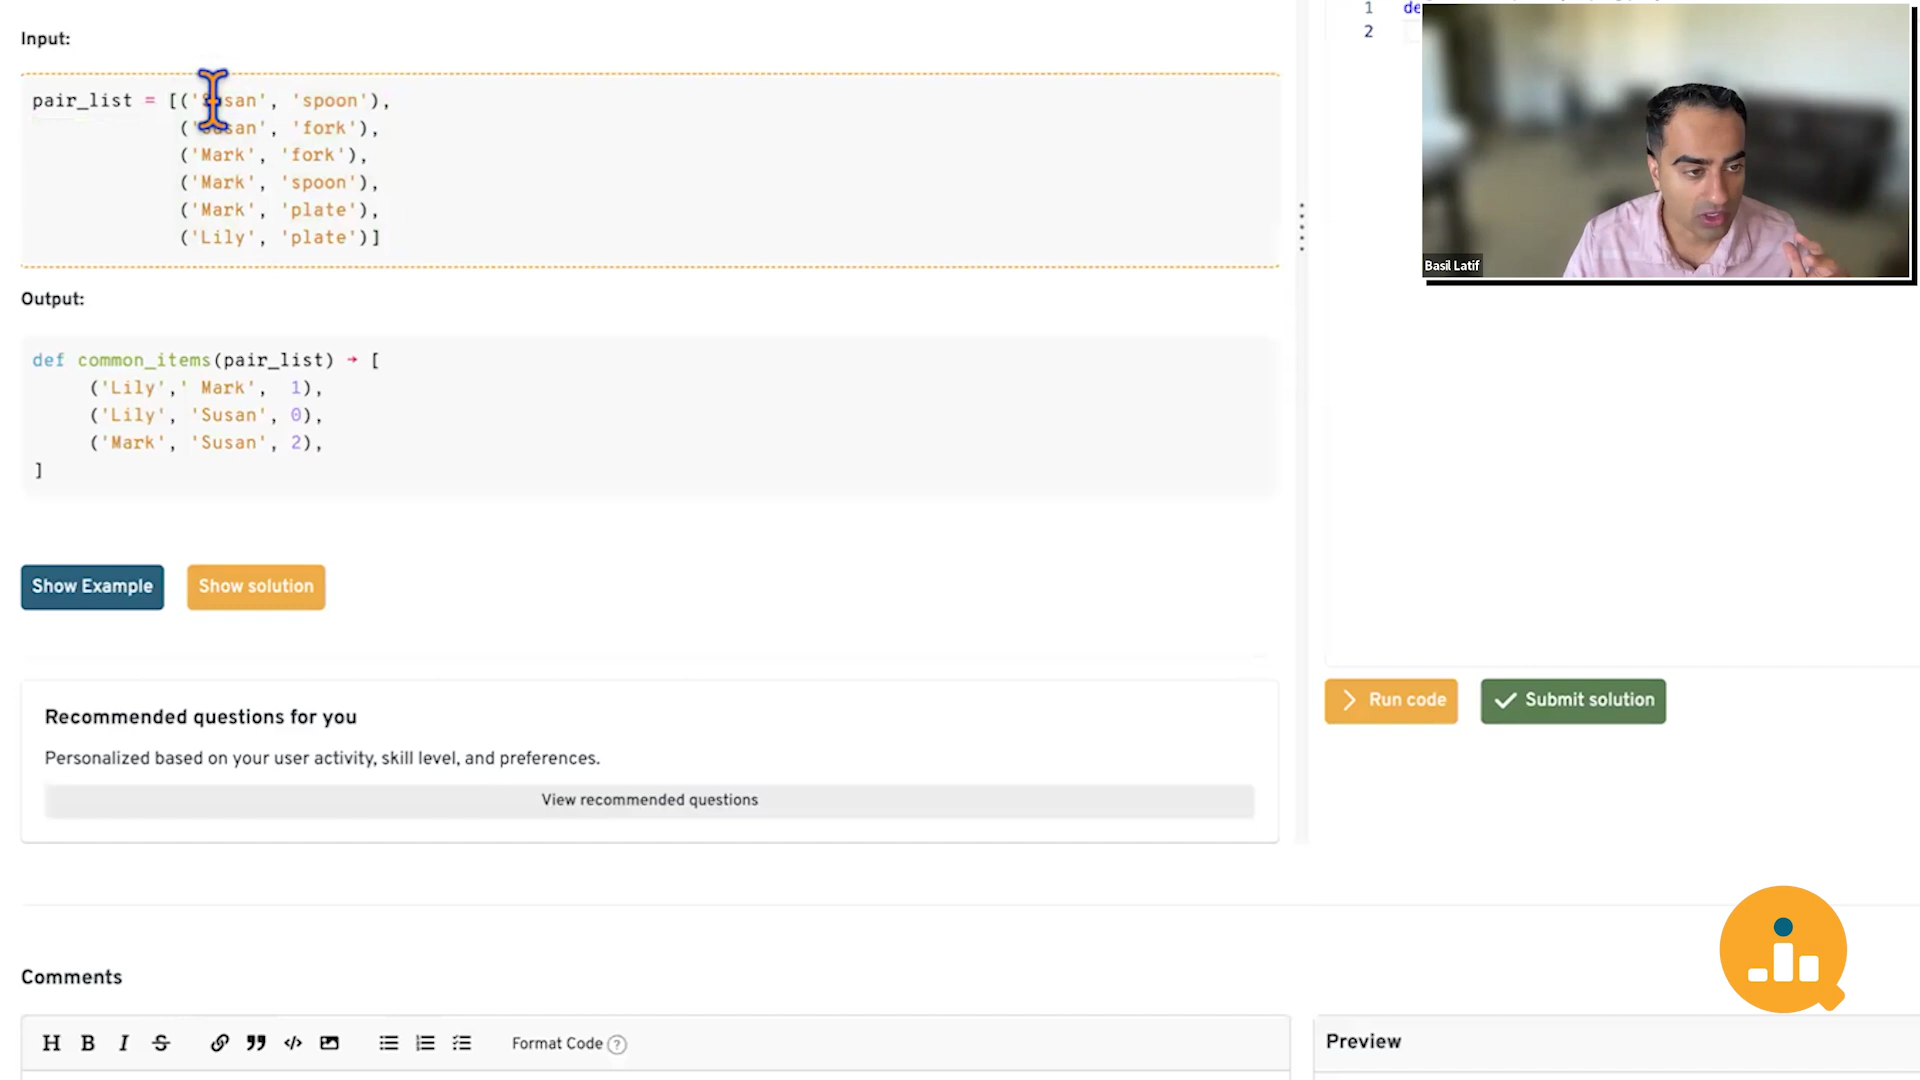 Input:
pair_list = [('Susan', 'spoon'),
('Susan', 'fork'),
('Mark', 'fork'),
('Mark', 'spoon'),
('Mark', 'plate'),
('Lily', 'plate')]
Output:
def common_items(pair_list) → [
('Lily',' Mark', 1),
('Lily', 'Susan', 0),
('Mark', 'Susan', 2),
]
Show Example
Show solution
Recommended questions for you
Personalized based on your user activity, skill level, and preferences.
View recommended questions
Comments
H B I S
Format Code ?
1 de
2
Basil Latif
Run code
Submit solution
Preview